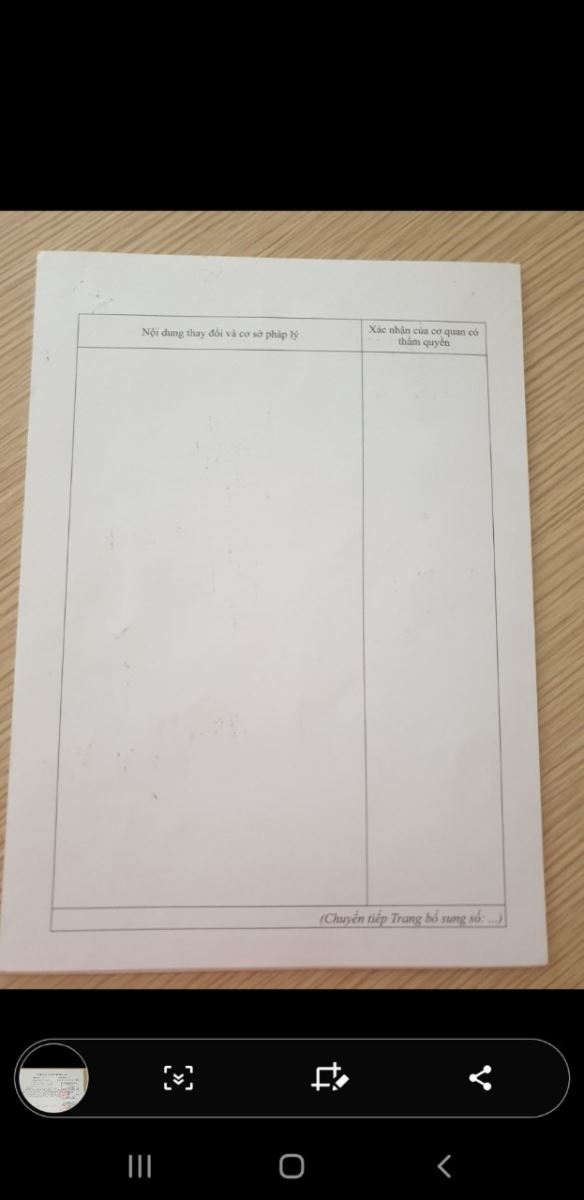 Nội dung thay đổi và cơ sở pháp lý
Xác nhận của cơ quan có
thẩm quyền
(Chuyển tiếp Trang bổ sung số: ...)